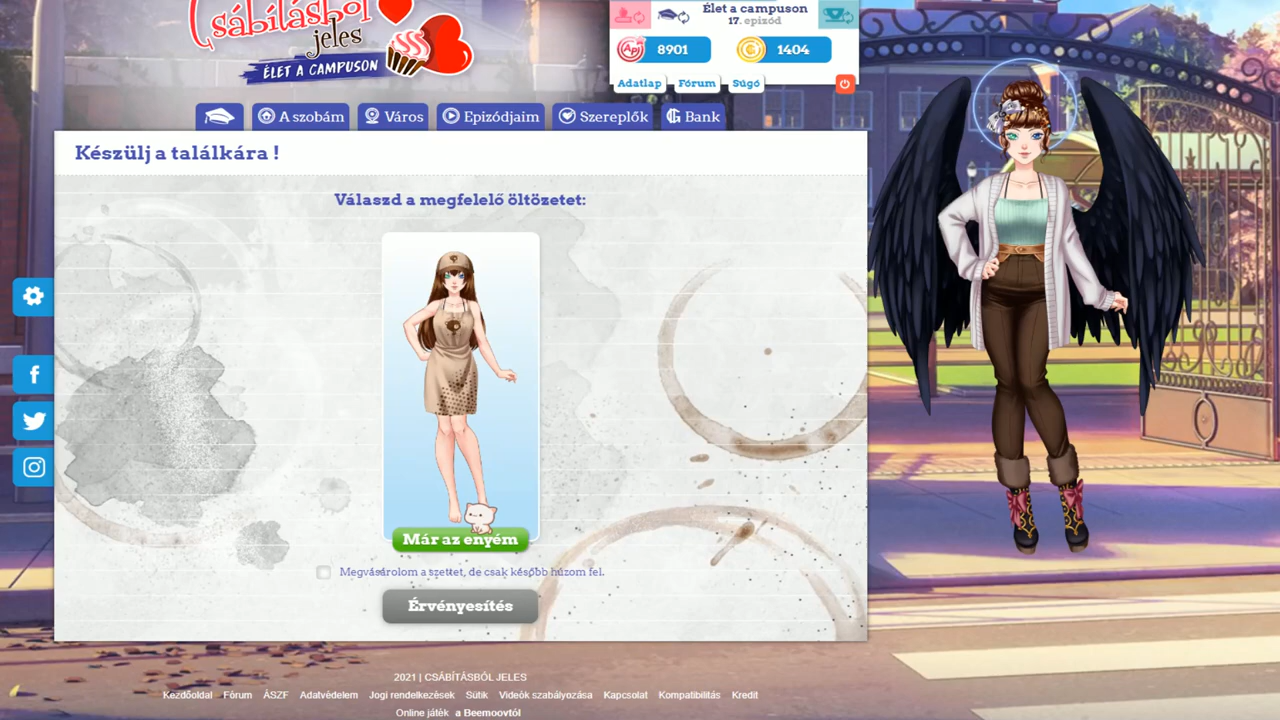 Csábításból
jeles
ÉLET A CAMPUSON
Élet a campuson
17. epizód
AP
8901
1404
Adatlap
Fórum
Súgó
A szobám
Város
Epizódjaim
Szereplők
Bank
Készülj a találkára !
Válaszd a megfelelő öltözetet:
Már az enyém
Megvásárolom a szettet, de csak később húzom fel.
Érvényesítés
2021 | CSÁBÍTÁSBÓL JELES
Kezdőoldal Fórum ÁSZF Adatvédelem Jogi rendelkezések Sütik Videók szabályozása Kapcsolat Kompatibilitás Kredit
Online játék a Beemoovtól